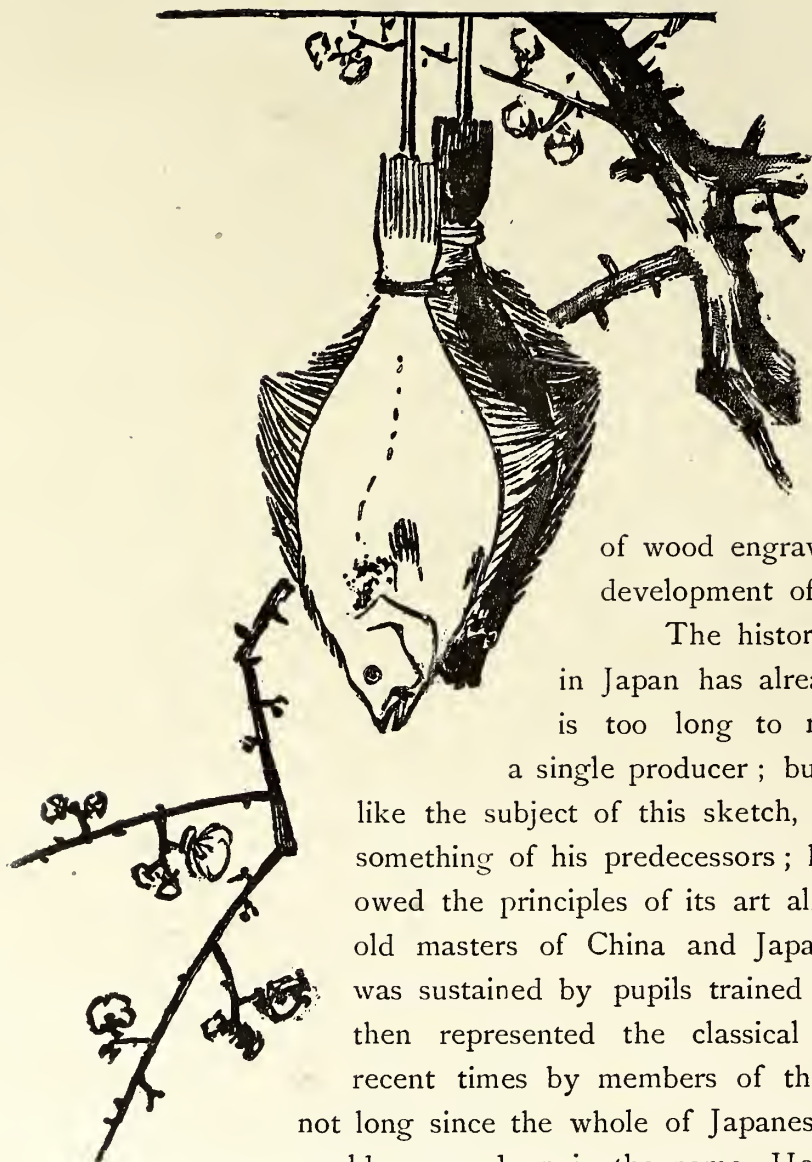 of wood engrav
development of
The histor
in Japan has alrea
is too long to
a single producer ; bu
like the subject of this sketch,
something of his predecessors ;
owed the principles of its art al
old masters of China and Japa
was sustained by pupils trained
then represented the classical
recent times by members of th
not long since the whole of Japanes
in the same